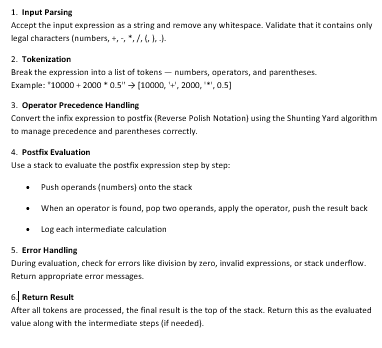 1. Input Parsing
Accept the input expression as a string and remove any whitespace. Validate that it contains only
legal characters (numbers, +, -, *, /, (, ), .).
2. Tokenization
Break the expression into a list of tokens — numbers, operators, and parentheses.
Example: "10000 + 2000 * 0.5" → [10000, '+', 2000, '*', 0.5]
3. Operator Precedence Handling
Convert the infix expression to postfix (Reverse Polish Notation) using the Shunting Yard algorithm
to manage precedence and parentheses correctly.
4. Postfix Evaluation
Use a stack to evaluate the postfix expression step by step:
• Push operands (numbers) onto the stack
• When an operator is found, pop two operands, apply the operator, push the result back
• Log each intermediate calculation
5. Error Handling
During evaluation, check for errors like division by zero, invalid expressions, or stack underflow.
Return appropriate error messages.
6. Return Result
After all tokens are processed, the final result is the top of the stack. Return this as the evaluated
value along with the intermediate steps (if needed).